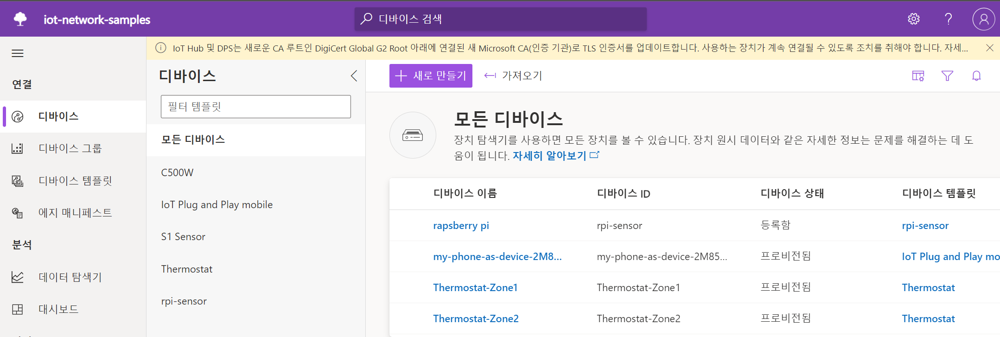 iot-network-samples
디바이스 검색
IoT Hub 및 DPS는 새로운 CA 루트인 DigiCert Global G2 Root 아래에 연결된 새 Microsoft CA(인증 기관)로 TLS 인증서를 업데이트합니다. 사용하는 장치가 계속 연결될 수 있도록 조치를 취해야 합니다. 자세...
연결
디바이스
디바이스 그룹
디바이스 템플릿
에지 매니페스트
분석
데이터 탐색기
대시보드
디바이스
필터 템플릿
모든 디바이스
C500W
IoT Plug and Play mobile
S1 Sensor
Thermostat
rpi-sensor
새로 만들기 가져오기
모든 디바이스
장치 탐색기를 사용하면 모든 장치를 볼 수 있습니다. 장치 원시 데이터와 같은 자세한 정보는 문제를 해결하는 데 도
움이 됩니다. 자세히 알아보기
디바이스 이름 디바이스 ID 디바이스 상태 디바이스 템플릿
rapsberry pi rpi-sensor 등록함 rpi-sensor
my-phone-as-device-2M8... my-phone-as-device-2M85... 프로비전됨 IoT Plug and Play mo
Thermostat-Zone1 Thermostat-Zone1 프로비전됨 Thermostat
Thermostat-Zone2 Thermostat-Zone2 프로비전됨 Thermostat